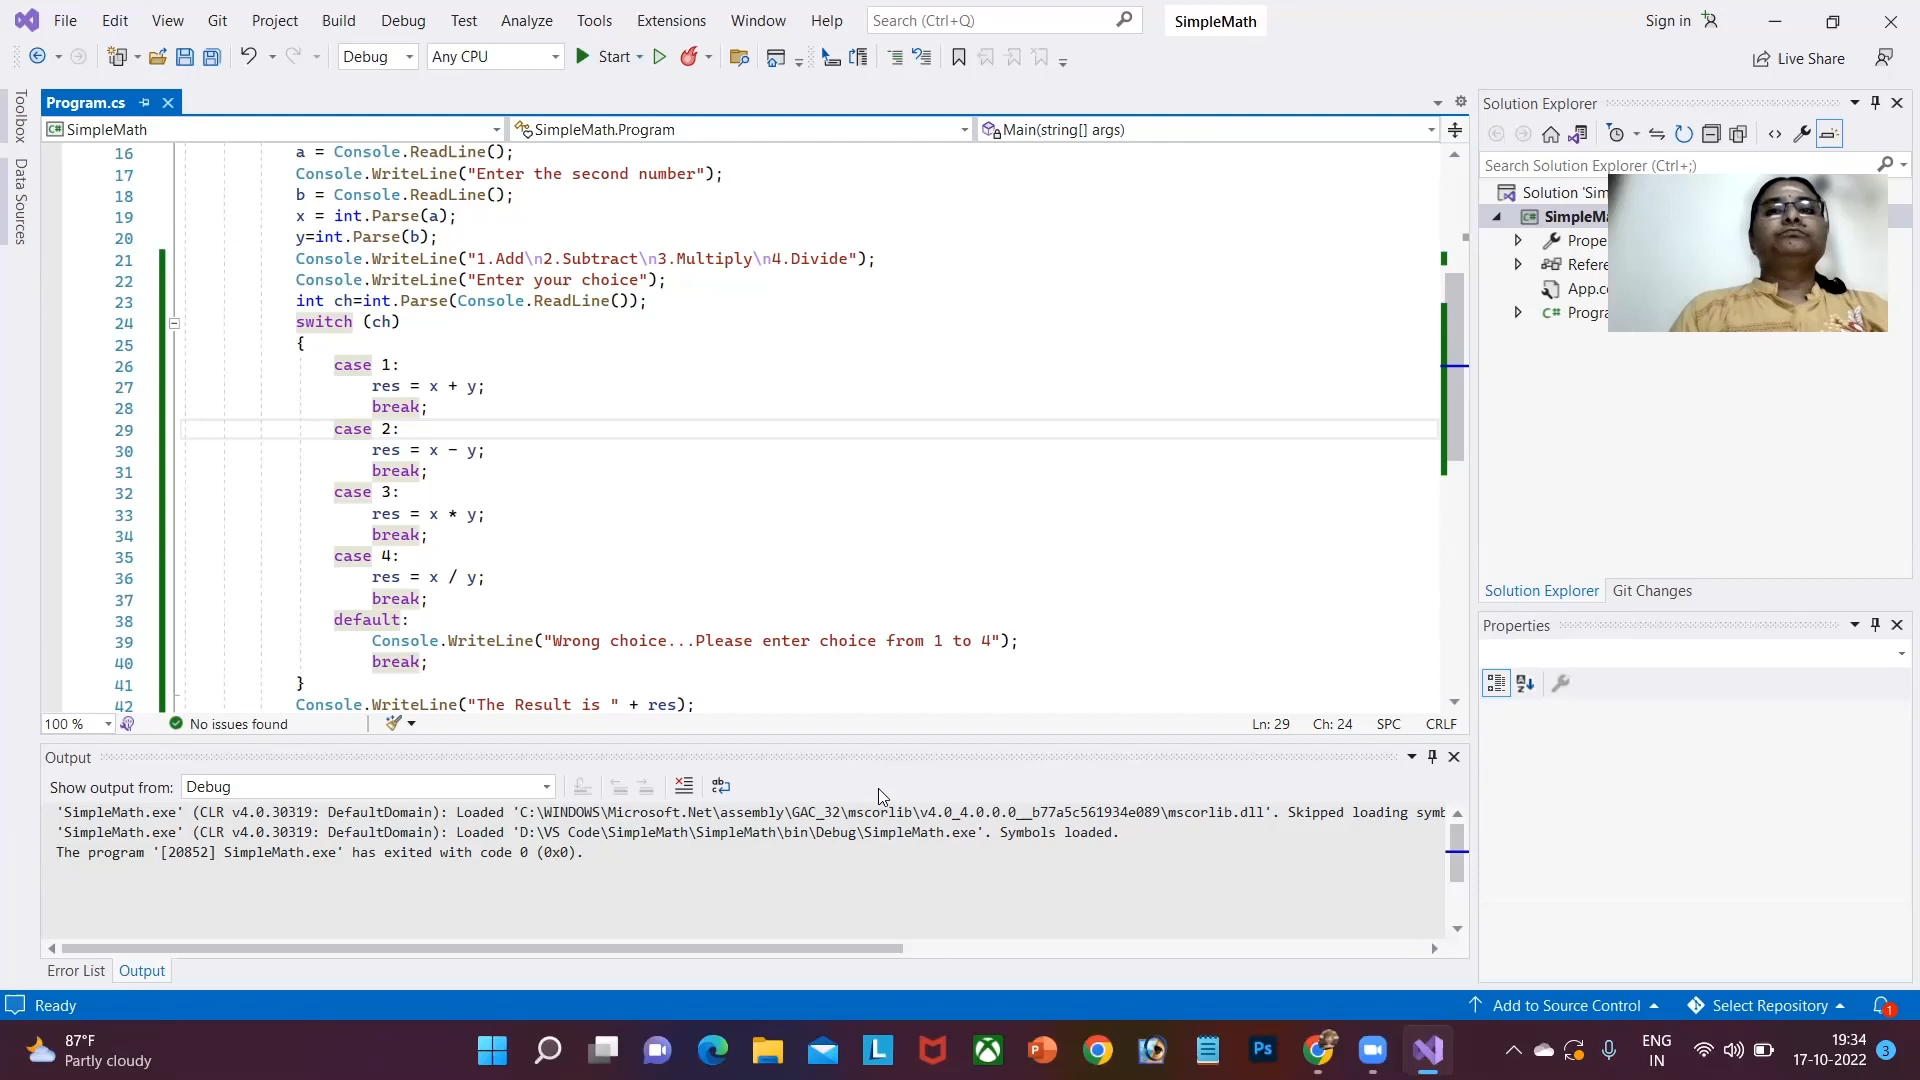 File Edit View Git Project Build Debug Test Analyze Tools Extensions Window Help Search (Ctrl+Q) SimpleMath Sign in
Debug Any CPU Start Live Share
Toolbox
Data Sources
Program.cs
SimpleMath SimpleMath.Program Main(string[] args)
16 a = Console.ReadLine();
17 Console.WriteLine("Enter the second number");
18 b = Console.ReadLine();
19 x = int.Parse(a);
20 y=int.Parse(b);
21 Console.WriteLine("1.Add\n2.Subtract\n3.Multiply\n4.Divide");
22 Console.WriteLine("Enter your choice");
23 int ch=int.Parse(Console.ReadLine());
24 switch (ch)
25 {
26 case 1:
27 res = x + y;
28 break;
29 case 2:
30 res = x - y;
31 break;
32 case 3:
33 res = x * y;
34 break;
35 case 4:
36 res = x / y;
37 break;
38 default:
39 Console.WriteLine("Wrong choice...Please enter choice from 1 to 4");
40 break;
41 }
42 Console.WriteLine("The Result is " + res);
100 % No issues found Ln: 29 Ch: 24 SPC CRLF
Output
Show output from: Debug
'SimpleMath.exe' (CLR v4.0.30319: DefaultDomain): Loaded 'C:\WINDOWS\Microsoft.Net\assembly\GAC_32\mscorlib\v4.0_4.0.0.0__b77a5c561934e089\mscorlib.dll'. Skipped loading symb
'SimpleMath.exe' (CLR v4.0.30319: DefaultDomain): Loaded 'D:\VS Code\SimpleMath\SimpleMath\bin\Debug\SimpleMath.exe'. Symbols loaded.
The program '[20852] SimpleMath.exe' has exited with code 0 (0x0).
Error List Output
Solution Explorer
Search Solution Explorer (Ctrl+;)
Solution 'Sim
C# SimpleMa
Prope
Refere
App.c
C# Progra
Solution Explorer Git Changes
Properties
Ready Add to Source Control Select Repository 1
87°F
Partly cloudy
ENG
IN
19:34
17-10-2022
3